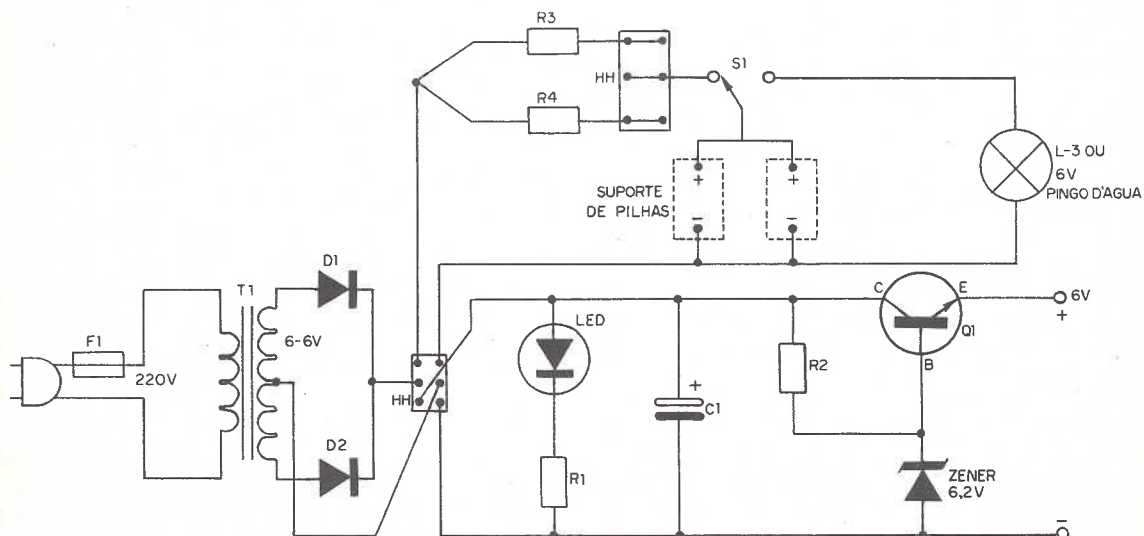 R3
HH
S1
R4
L-3 OU
6V
PINGO D'AGUA
+
+
SUPORTE
DE PILHAS
−
−
D1
T1
F1
220V
6-6V
HH
D2
LED
R1
+
C1
R2
C
E
Q1
B
6V
+
ZENER
6,2V
−